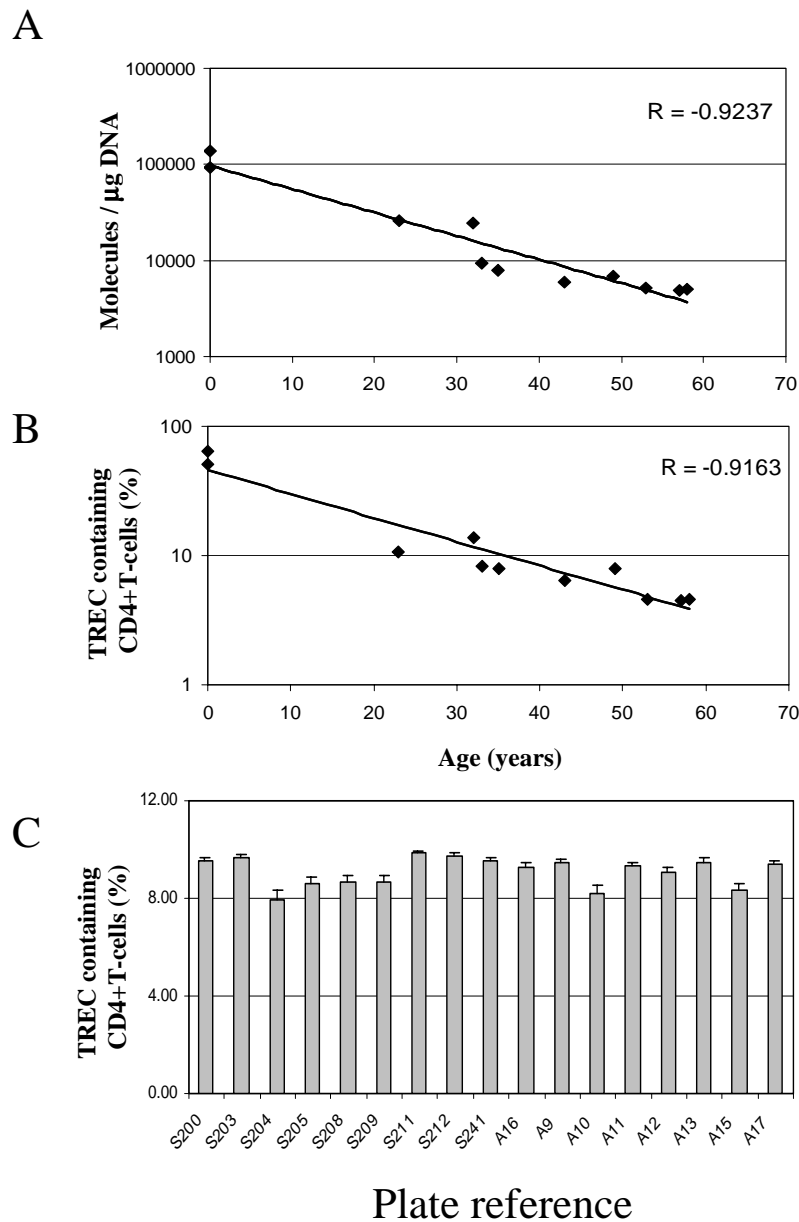 A
1000000
100000
10000
1000
Molecules / µg DNA
R = -0.9237
0 10 20 30 40 50 60 70
B
100
10
1
TREC containing
CD4+T-cells (%)
R = -0.9163
0 10 20 30 40 50 60 70
Age (years)
C
12.00
8.00
4.00
0.00
TREC containing
CD4+T-cells (%)
S200 S203 S204 S205 S208 S209 S211 S212 S241 A16 A9 A10 A11 A12 A13 A15 A17
Plate reference